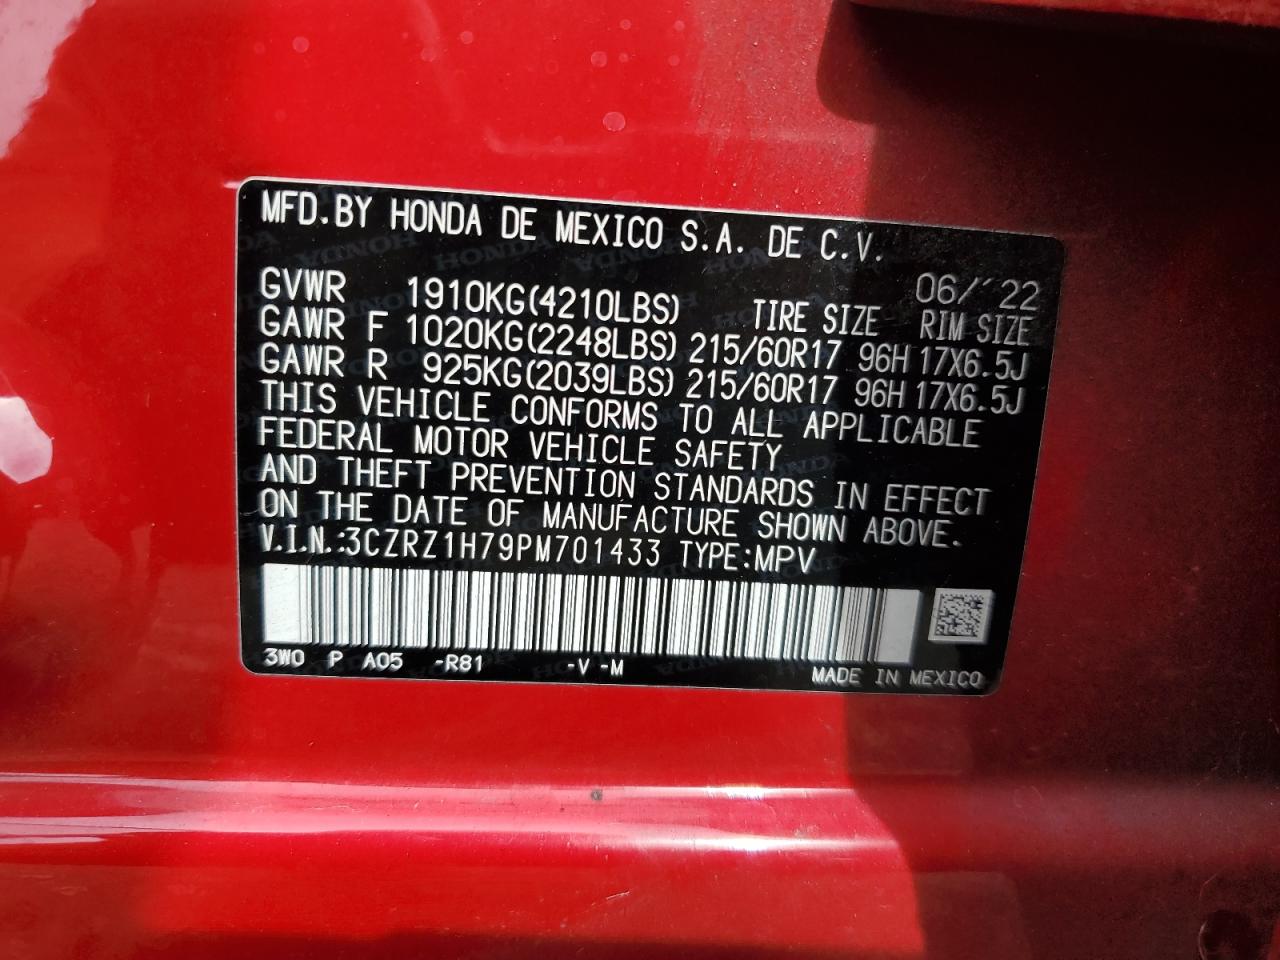 MFD.BY HONDA DE MEXICO S.A. DE C.V.
06/'22
GVWR 1910KG(4210LBS) TIRE SIZE RIM SIZE
GAWR F 1020KG(2248LBS) 215/60R17 96H 17X6.5J
GAWR R 925KG(2039LBS) 215/60R17 96H 17X6.5J
THIS VEHICLE CONFORMS TO ALL APPLICABLE
FEDERAL MOTOR VEHICLE SAFETY
AND THEFT PREVENTION STANDARDS IN EFFECT
ON THE DATE OF MANUFACTURE SHOWN ABOVE.
V.I.N.:3CZRZ1H79PM701433 TYPE:MPV
3W0 P A05 -R81 -V -M
MADE IN MEXICO